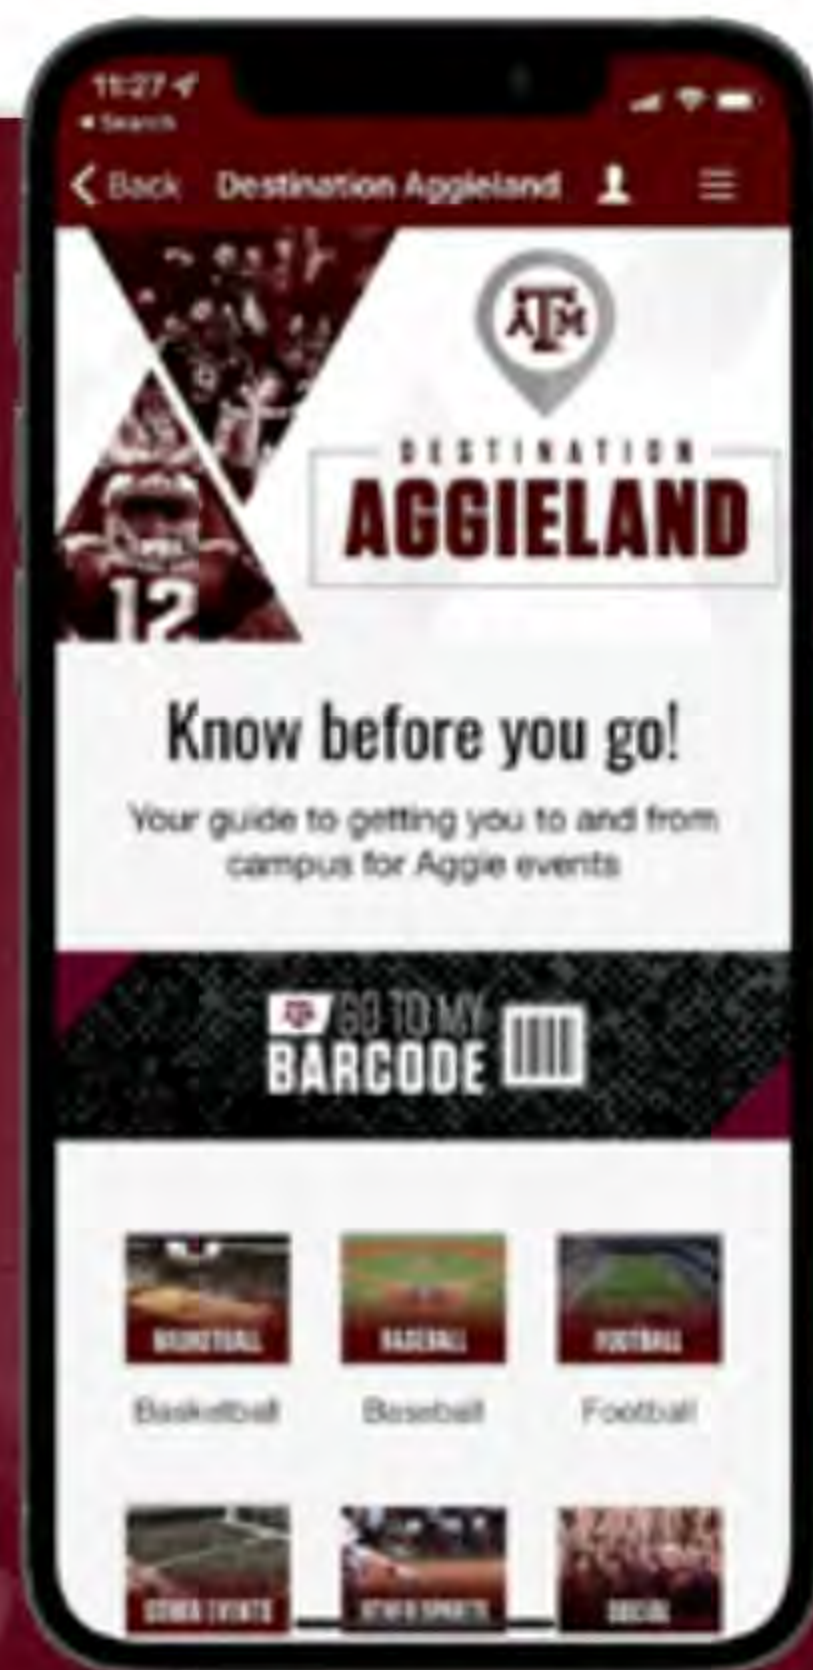 11:27
Search
Back Destination Aggieland
ATM
DESTINATION
AGGIELAND
12
Know before you go!
Your guide to getting you to and from
campus for Aggie events
GO TO MY
BARCODE
BASKETBALL BASEBALL FOOTBALL
Basketball Baseball Football
OTHER SPORTS SOCIAL